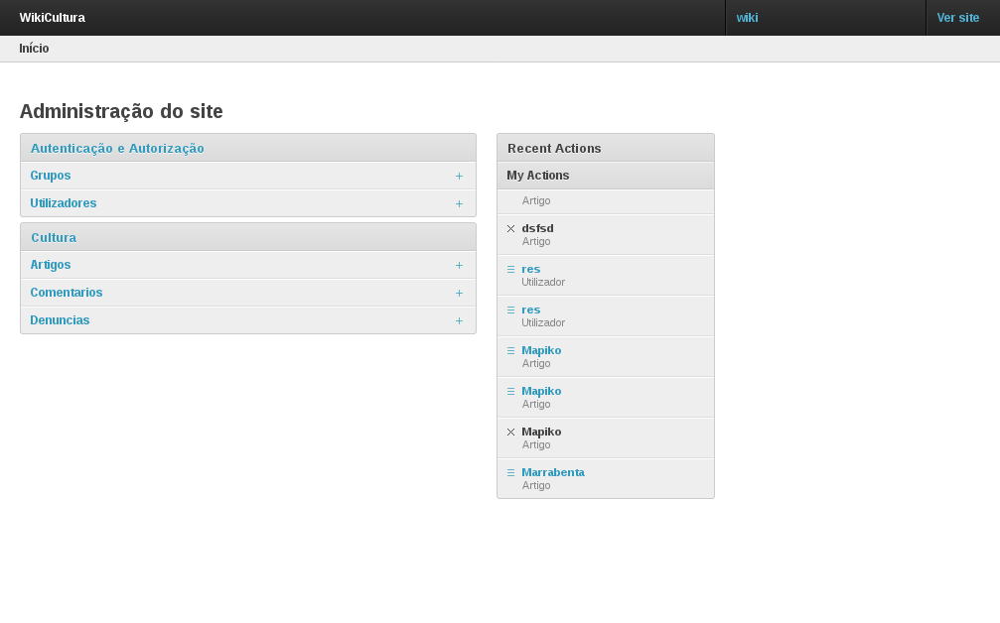 WikiCultura
wiki
Ver site
Início
Administração do site
Autenticação e Autorização
Grupos
Utilizadores
Cultura
Artigos
Comentarios
Denuncias
Recent Actions
My Actions
Artigo
dsfsd
Artigo
res
Utilizador
res
Utilizador
Mapiko
Artigo
Mapiko
Artigo
Mapiko
Artigo
Marrabenta
Artigo